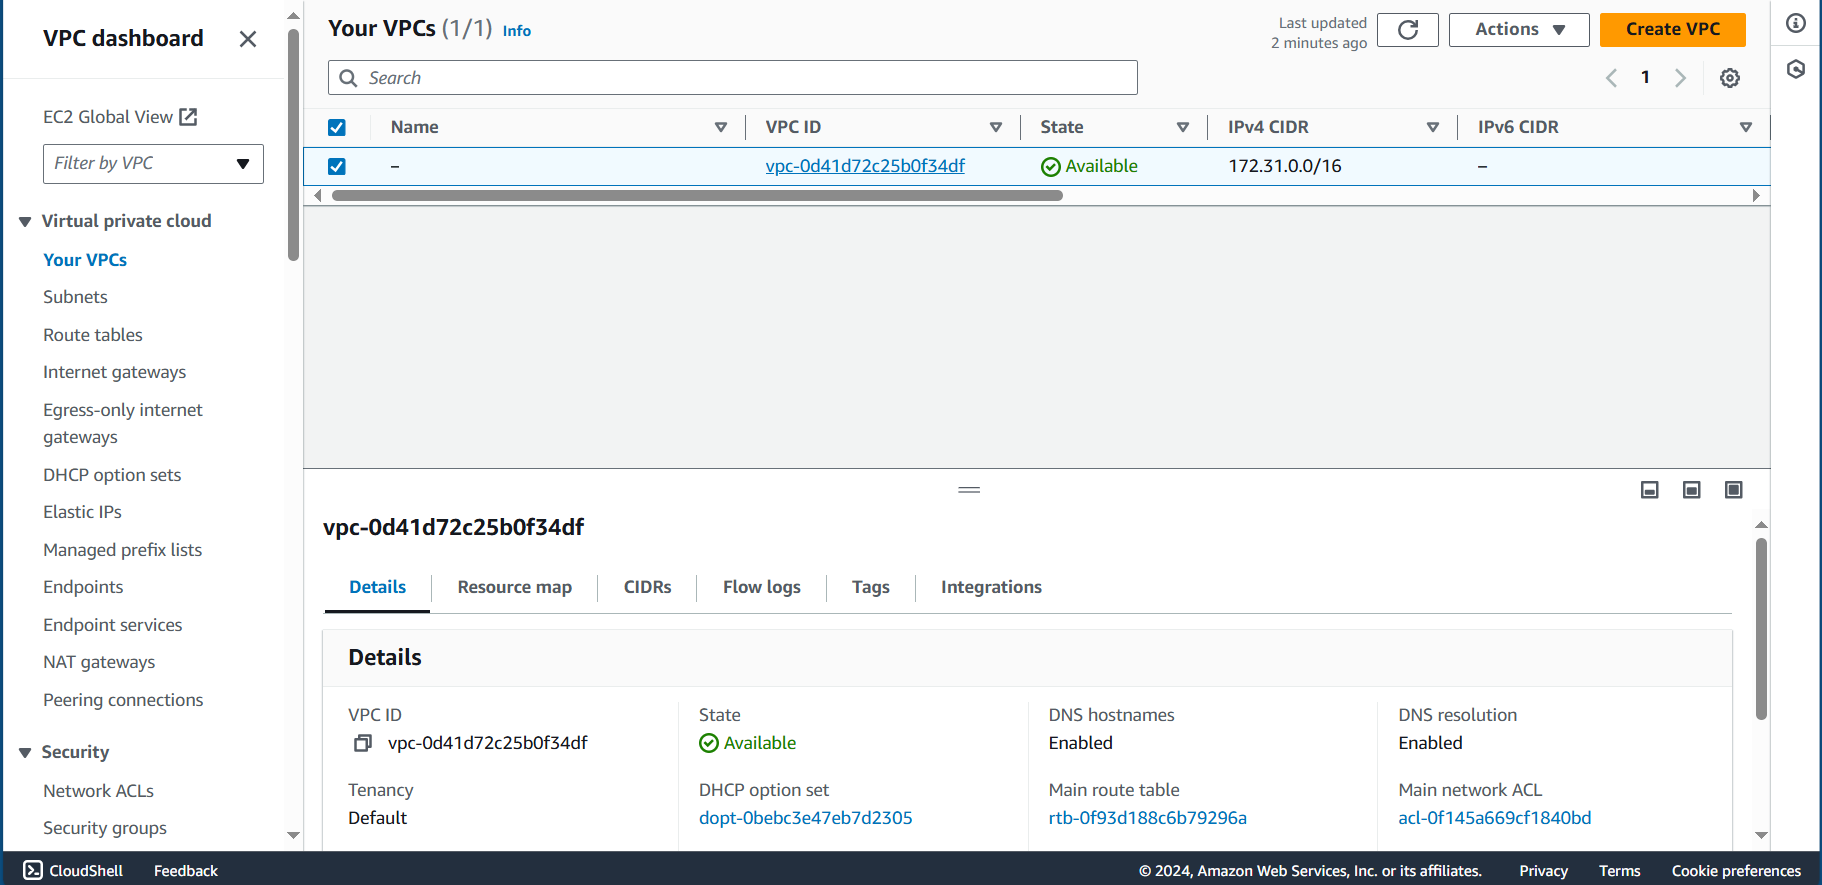 VPC dashboard
EC2 Global View
Filter by VPC
Virtual private cloud
Your VPCs
Subnets
Route tables
Internet gateways
Egress-only internet
gateways
DHCP option sets
Elastic IPs
Managed prefix lists
Endpoints
Endpoint services
NAT gateways
Peering connections
Security
Network ACLs
Security groups
Your VPCs (1/1) Info
Last updated
2 minutes ago
Actions
Create VPC
Search
1
Name VPC ID State IPv4 CIDR IPv6 CIDR
– vpc-0d41d72c25b0f34df Available 172.31.0.0/16 –
vpc-0d41d72c25b0f34df
Details Resource map CIDRs Flow logs Tags Integrations
Details
VPC ID State DNS hostnames DNS resolution
vpc-0d41d72c25b0f34df Available Enabled Enabled
Tenancy DHCP option set Main route table Main network ACL
Default dopt-0bebc3e47eb7d2305 rtb-0f93d188c6b79296a acl-0f145a669cf1840bd
CloudShell Feedback © 2024, Amazon Web Services, Inc. or its affiliates. Privacy Terms Cookie preferences